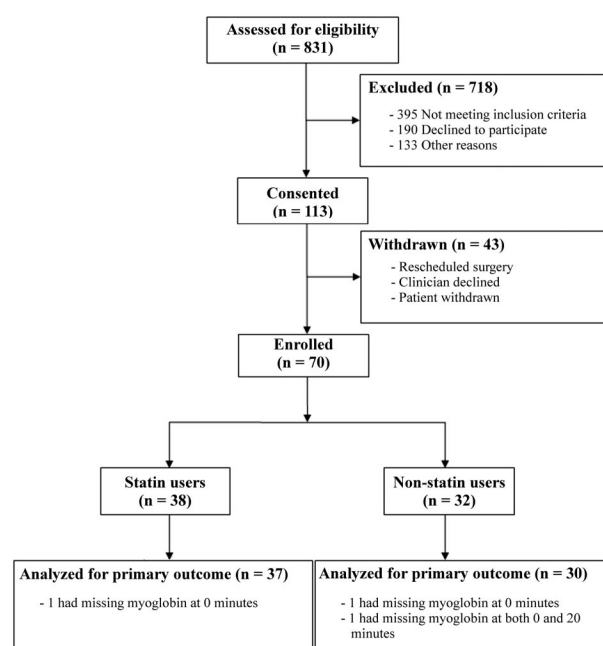 Assessed for eligibility
(n = 831)
Excluded (n = 718)
- 395 Not meeting inclusion criteria
- 190 Declined to participate
- 133 Other reasons
Consented
(n = 113)
Withdrawn (n = 43)
- Rescheduled surgery
- Clinician declined
- Patient withdrawn
Enrolled
(n = 70)
Statin users
(n = 38)
Non-statin users
(n = 32)
Analyzed for primary outcome (n = 37)
- 1 had missing myoglobin at 0 minutes
Analyzed for primary outcome (n = 30)
- 1 had missing myoglobin at 0 minutes
- 1 had missing myoglobin at both 0 and 20
minutes